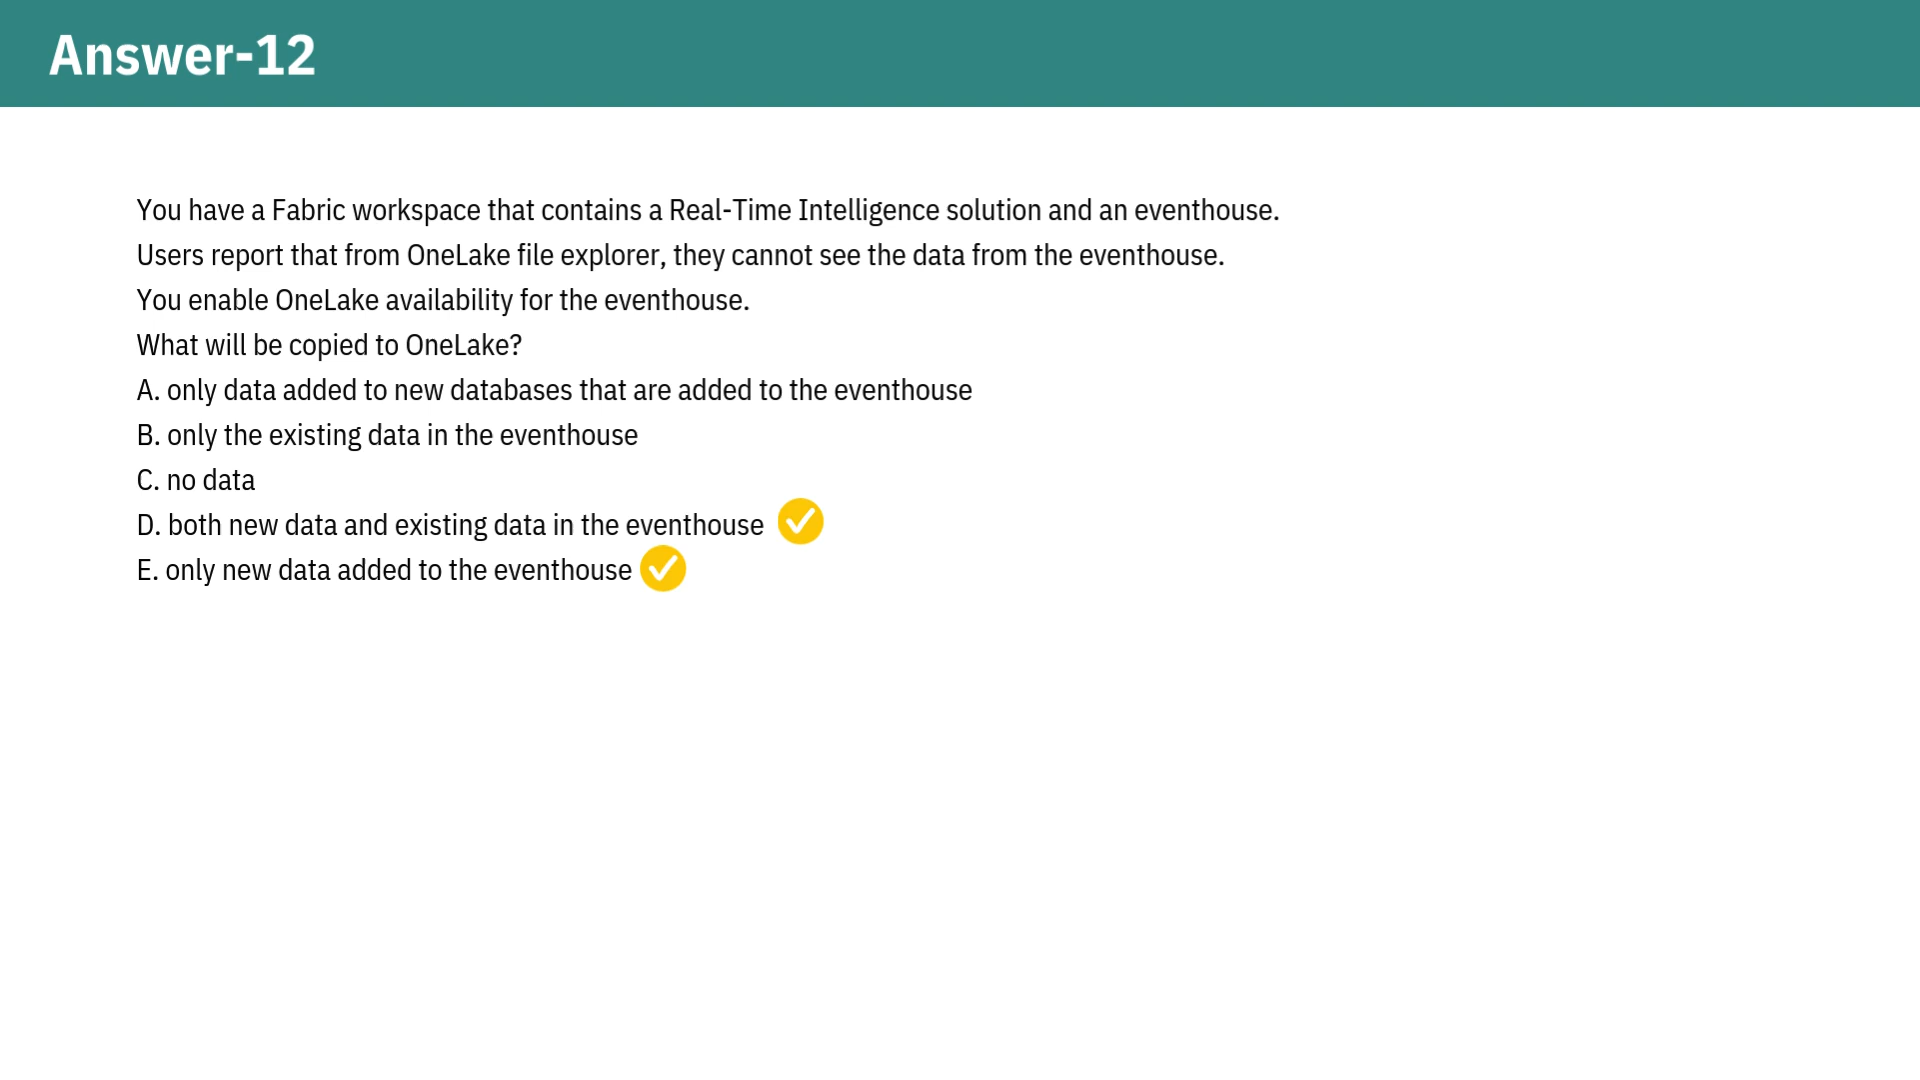 Answer-12
You have a Fabric workspace that contains a Real-Time Intelligence solution and an eventhouse.
Users report that from OneLake file explorer, they cannot see the data from the eventhouse.
You enable OneLake availability for the eventhouse.
What will be copied to OneLake?
A. only data added to new databases that are added to the eventhouse
B. only the existing data in the eventhouse
C. no data
D. both new data and existing data in the eventhouse
E. only new data added to the eventhouse